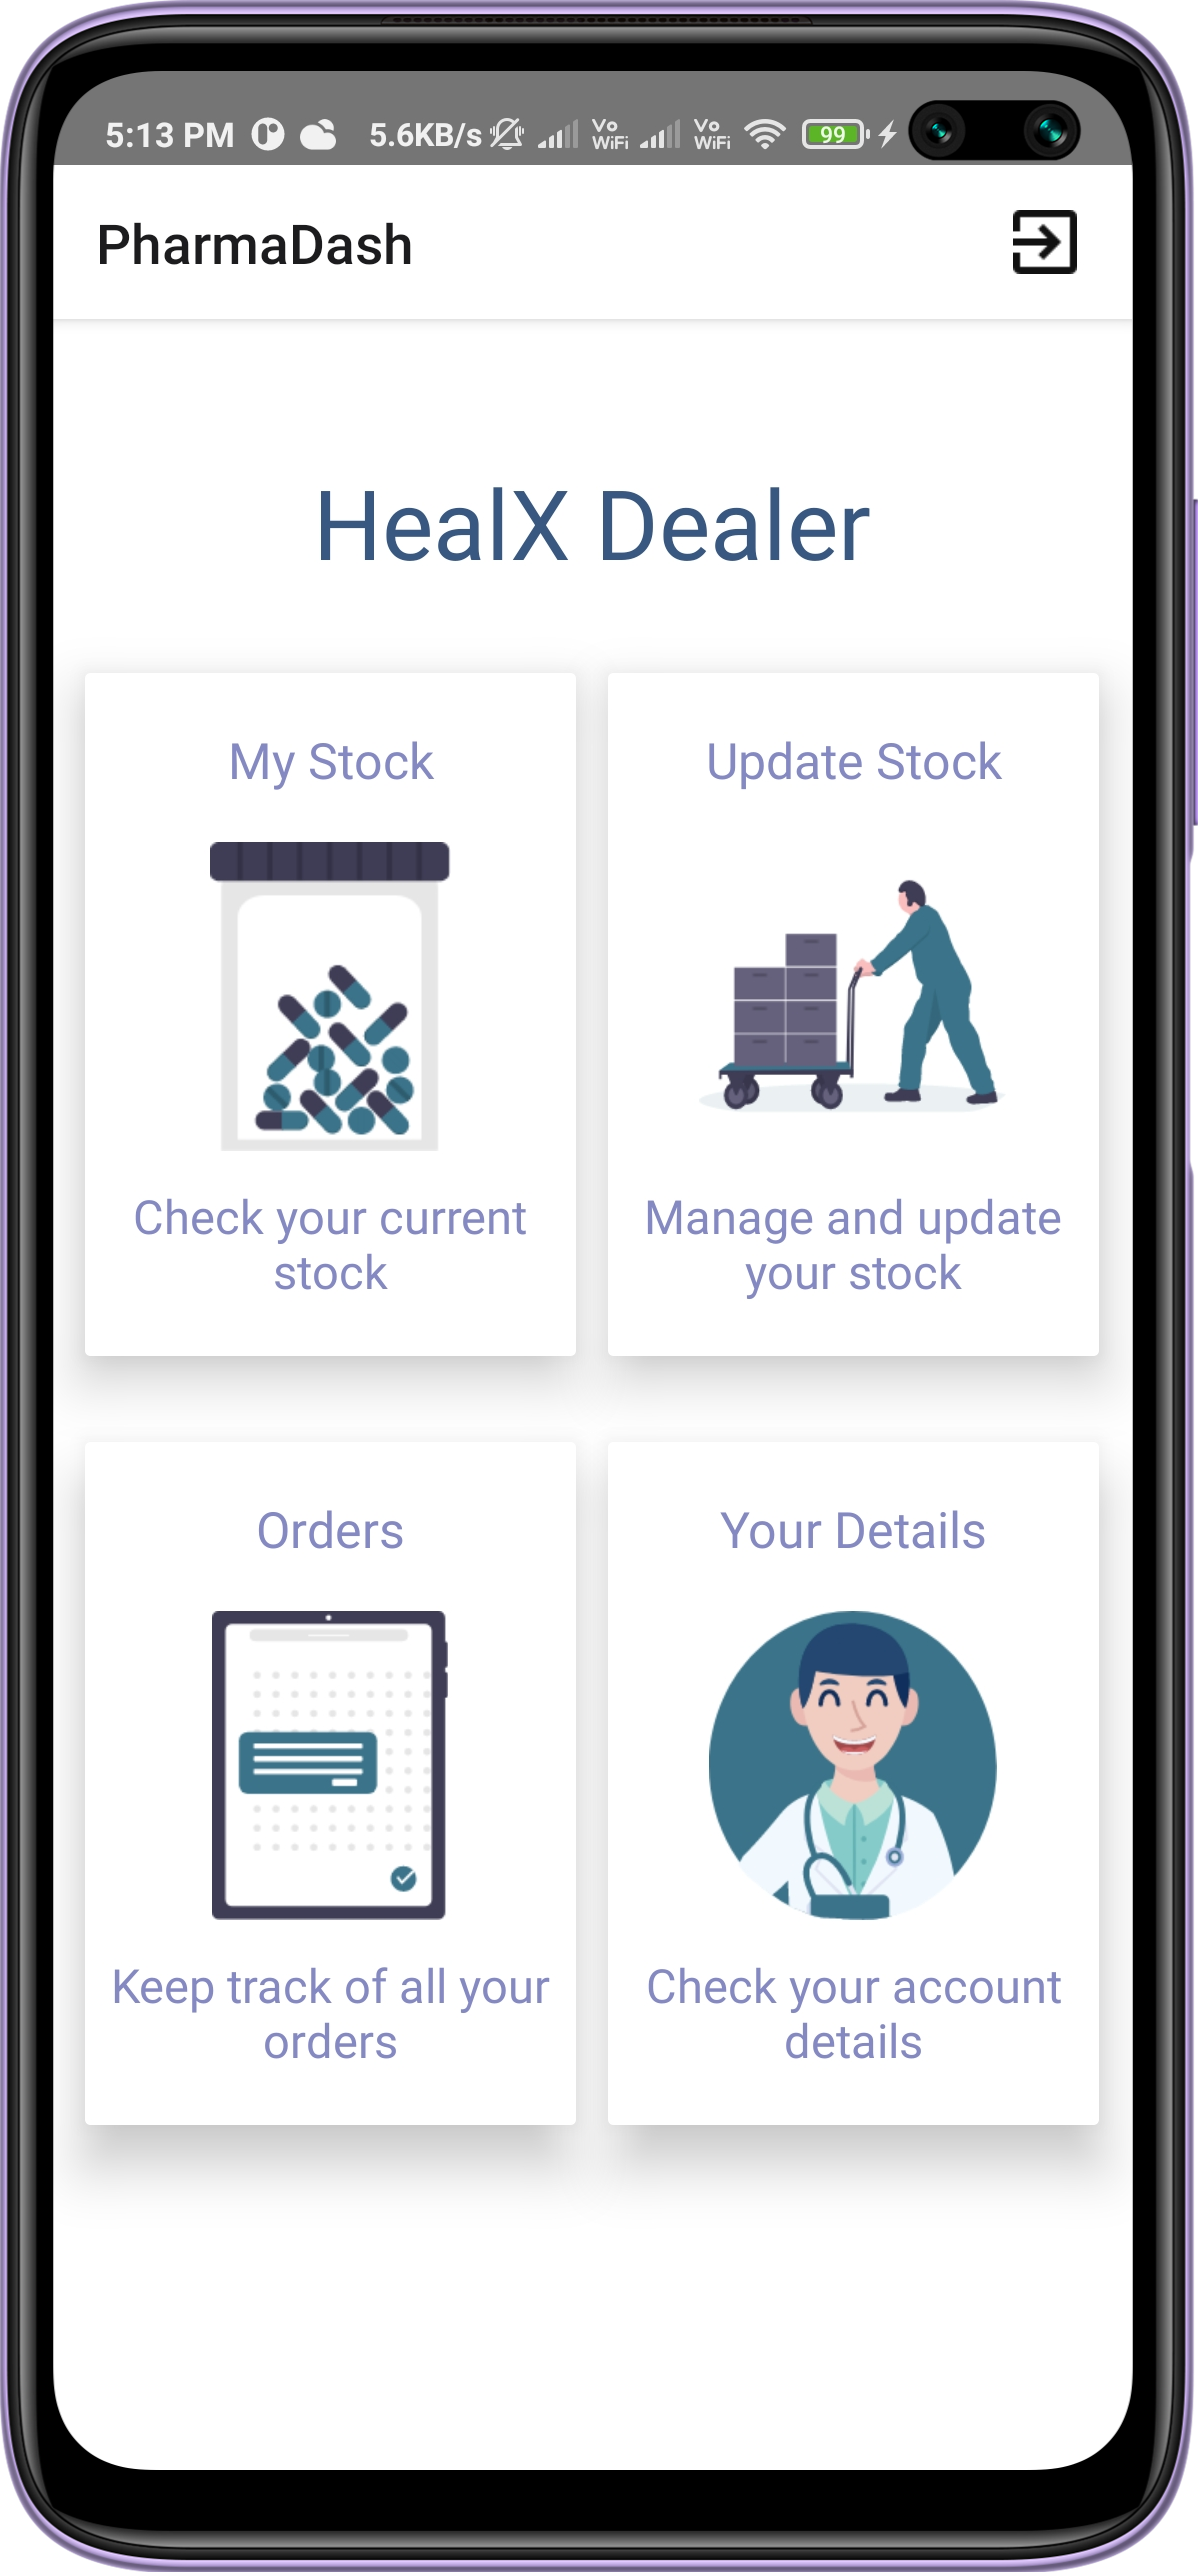 5:13 PM 5.6KB/s Vo WiFi Vo WiFi 99
PharmaDash
HealX Dealer
My Stock
Update Stock
Check your current
stock
Manage and update
your stock
Orders
Your Details
Keep track of all your
orders
Check your account
details